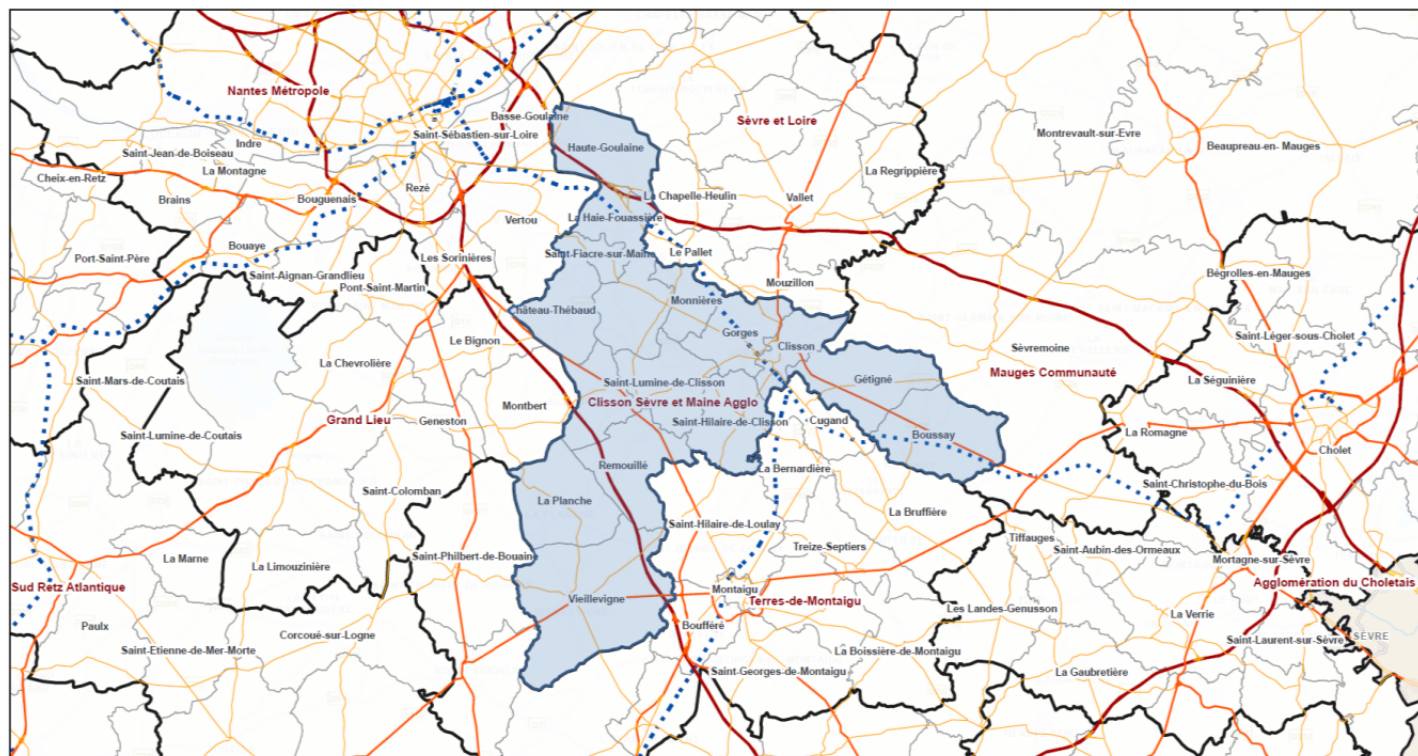 Nantes Métropole
Basse-Goulaine
Sèvre et Loire
Saint-Sébastien-sur-Loire
Montrevault-sur-Evre
Indre
Haute-Goulaine
Beaupreau-en- Mauges
Saint-Jean-de-Boiseau
La Montagne
La Regrippière
Cheix-en-Retz
Rezé
La Chapelle-Heulin
Vallet
Brains
Bouguenais
Vertou
La Haie-Fouassière
Bouaye
Saint-Fiacre-sur-Maine
Le Pallet
Port-Saint-Père
Les Sorinières
Saint-Aignan-Grandlieu
Bégrolles-en-Mauges
Pont-Saint-Martin
Mouzillon
Monnières
Château-Thébaud
Gorges
Saint-Léger-sous-Cholet
Le Bignon
Clisson
Sèvremoine
La Chevrolière
Mauges Communauté
Saint-Mars-de-Coutais
Saint-Lumine-de-Clisson
Gétigné
La Séguinière
Clisson Sèvre et Maine Agglo
Montbert
Grand Lieu
Geneston
Saint-Hilaire-de-Clisson
Cugand
Saint-Lumine-de-Coutais
Boussay
La Romagne
Cholet
Remouillé
La Bernardière
Saint-Christophe-du-Bois
Saint-Colomban
La Planche
La Bruffière
Saint-Hilaire-de-Loulay
Tiffauges
Treize-Septiers
Saint-Aubin-des-Ormeaux
Saint-Philbert-de-Bouaine
La Marne
La Limouzinière
Mortagne-sur-Sèvre
Sud Retz Atlantique
Agglomération du Choletais
Montaigu
Vieillevigne
Terres-de-Montaigu
Les Landes-Genusson
La Verrie
Paulx
Boufféré
Corcoué-sur-Logne
SÈVRE
Saint-Laurent-sur-Sèvre
Saint-Etienne-de-Mer-Morte
La Boissière-de-Montaigu
Saint-Georges-de-Montaigu
La Gaubretière